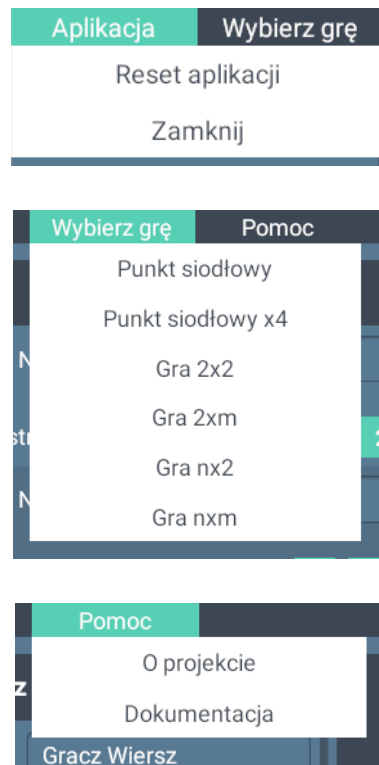 Aplikacja Wybierz grę
Reset aplikacji
Zamknij
Wybierz grę Pomoc
Punkt siodłowy
Punkt siodłowy x4
N
Gra 2x2
Gra 2xm
Gra nx2
N
Gra nxm
Pomoc
O projekcie
z
Dokumentacja
Gracz Wiersz